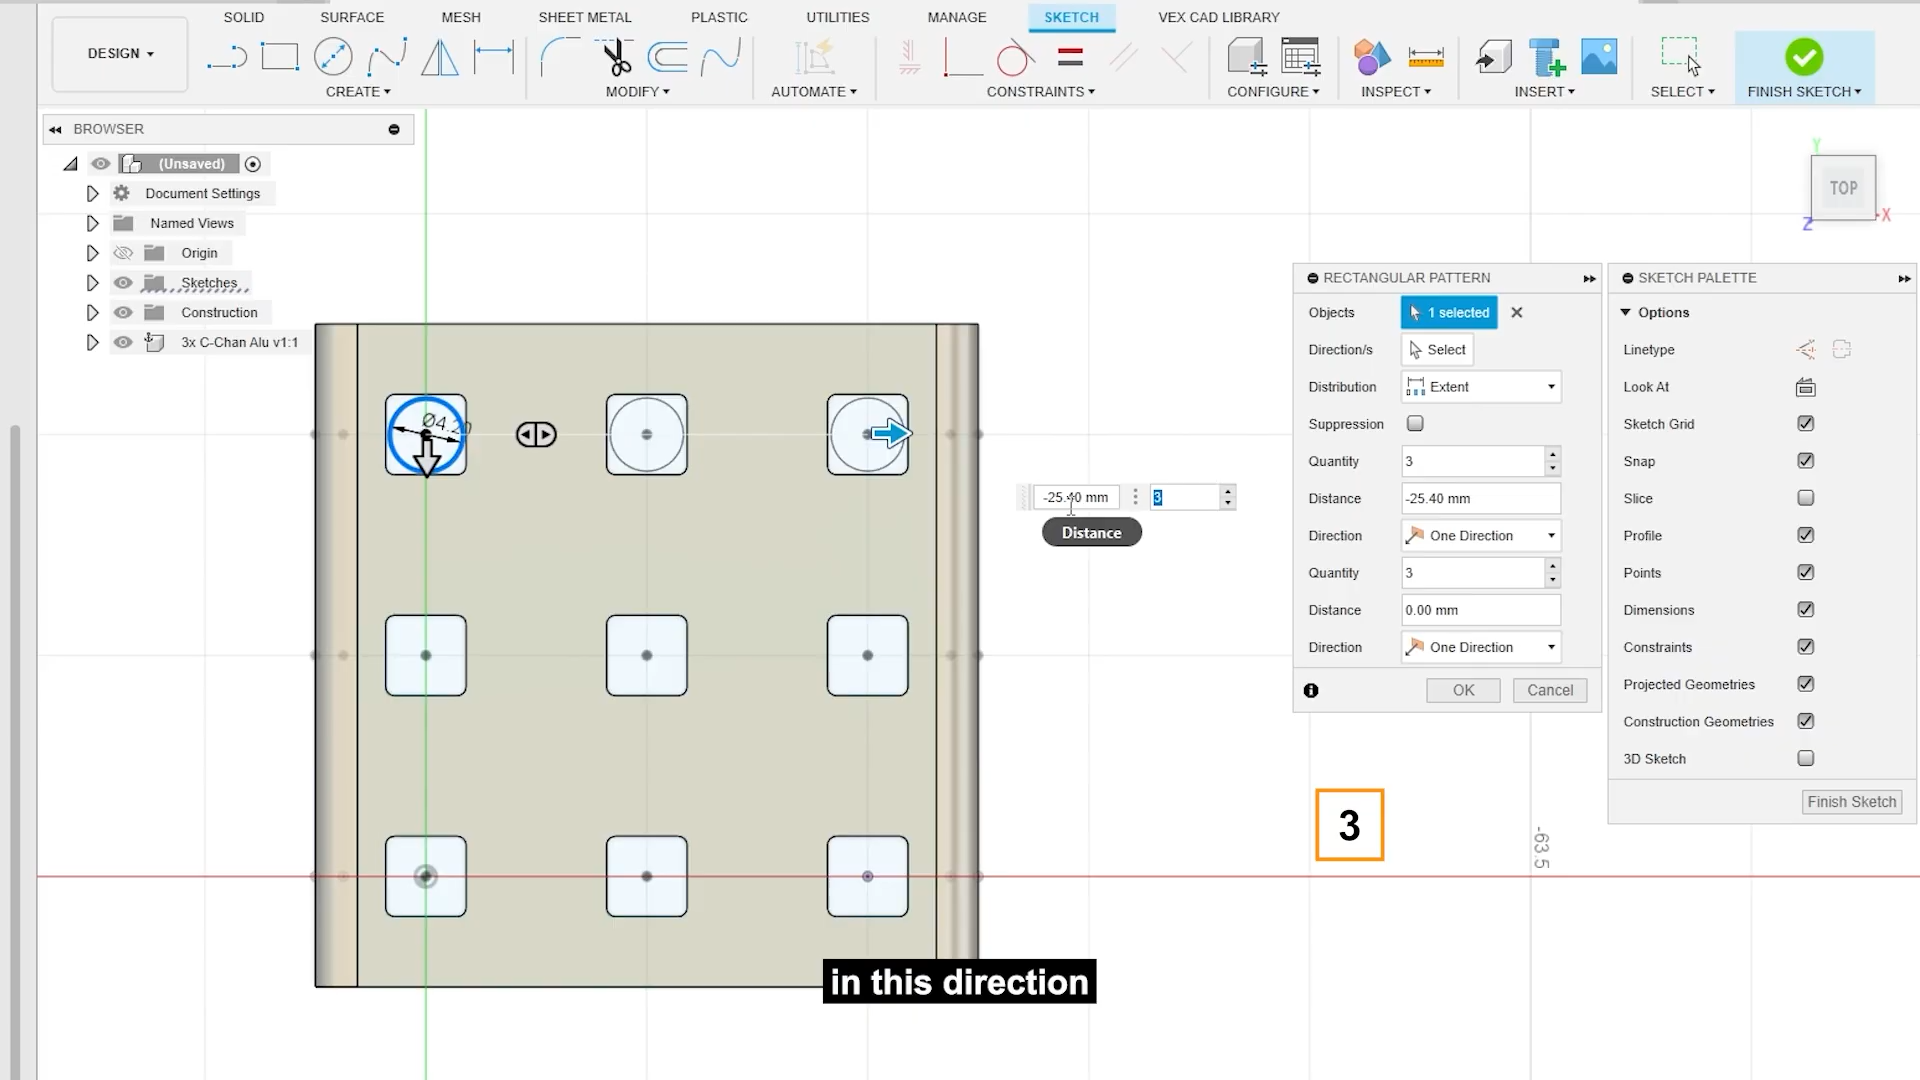 SOLID SURFACE MESH SHEET METAL PLASTIC UTILITIES MANAGE SKETCH VEX CAD LIBRARY
DESIGN
CREATE MODIFY AUTOMATE CONSTRAINTS CONFIGURE INSPECT INSERT SELECT FINISH SKETCH
BROWSER
(Unsaved)
Document Settings
Named Views
Origin
Sketches
Construction
3x C-Chan Alu v1:1
Y
TOP
X
Z
Ø4.20
-25.40 mm 3
Distance
RECTANGULAR PATTERN
Objects 1 selected
Direction/s Select
Distribution Extent
Suppression
Quantity 3
Distance -25.40 mm
Direction One Direction
Quantity 3
Distance 0.00 mm
Direction One Direction
OK Cancel
SKETCH PALETTE
Options
Linetype
Look At
Sketch Grid
Snap
Slice
Profile
Points
Dimensions
Constraints
Projected Geometries
Construction Geometries
3D Sketch
Finish Sketch
3
-63.5
in this direction